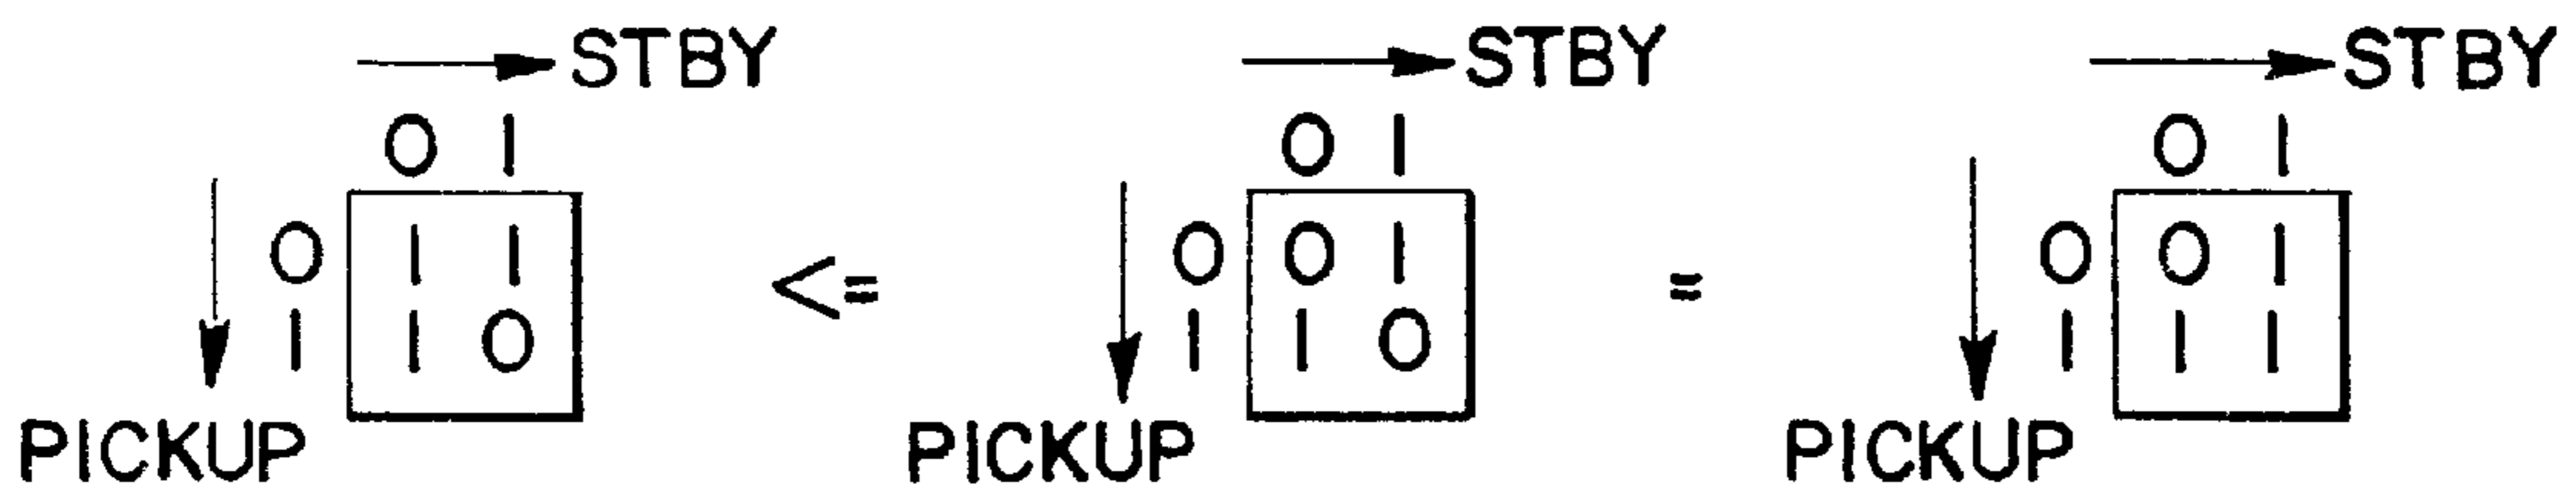 STBY STBY STBY
0 1 0 1 0 1
0 1 1 <= 0 0 1 = 0 0 1
1 1 0 1 1 0 1 1 1
PICKUP PICKUP PICKUP